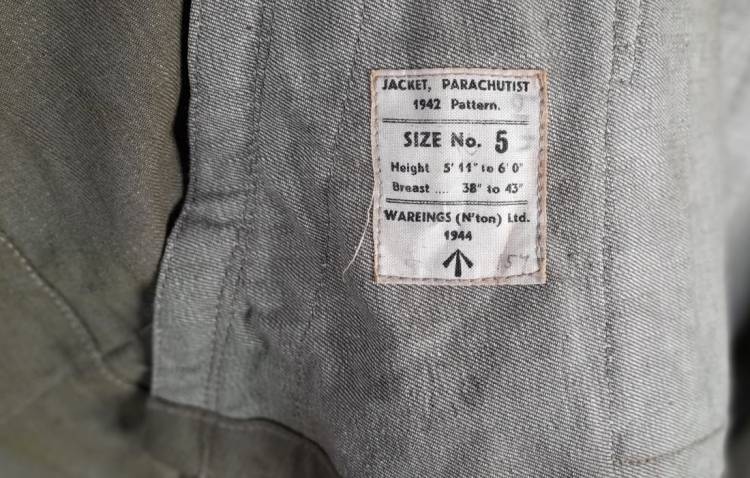 JACKET, PARACHUTIST
1942 Pattern.
SIZE No. 5
Height 5' 11" to 6' 0"
Breast .... 38" to 43"
WAREINGS (N'ton) Ltd.
1944